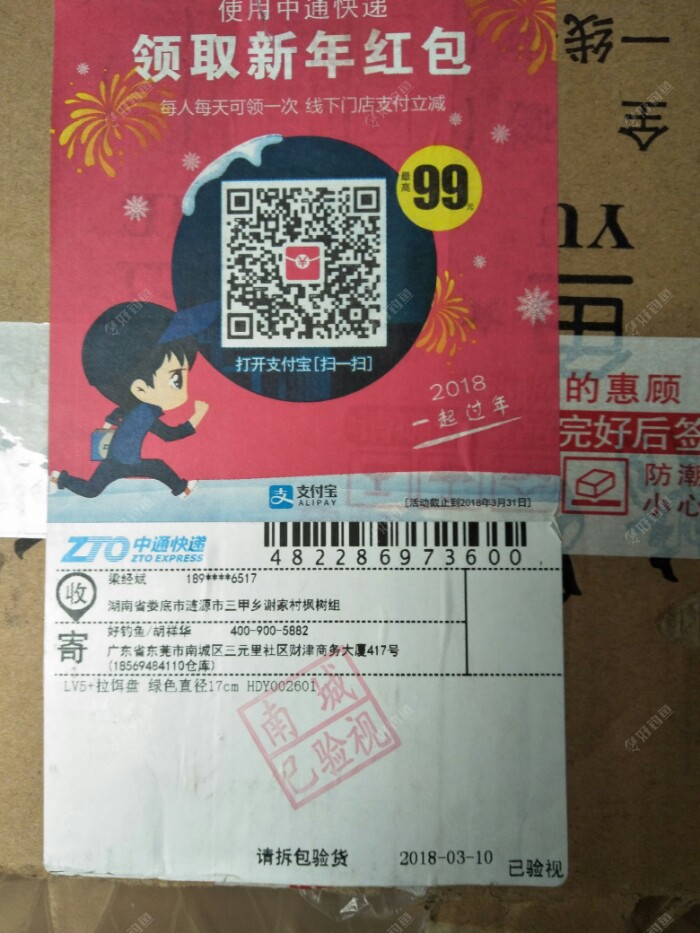 使用中通快递
领取新年红包
每人每天可领一次 线下门店支付立减
最高99元
打开支付宝[扫一扫]
2018
一起过年
支
支付宝
ALIPAY
[活动截止到2018年3月31日]
一线
全
YU
的惠顾
完好后签
防潮
小心
ZTO 中通快递
ZTO EXPRESS
482286973600
收
梁经斌 189****6517
湖南省娄底市涟源市三甲乡谢家村枫树组
寄
好钓鱼/胡祥华 400-900-5882
广东省东莞市南城区三元里社区财津商务大厦417号
(18569484110仓库)
LV5+拉饵盘 绿色直径17cm HDY002601
南城
已验视
请拆包验货 2018-03-10 已验视